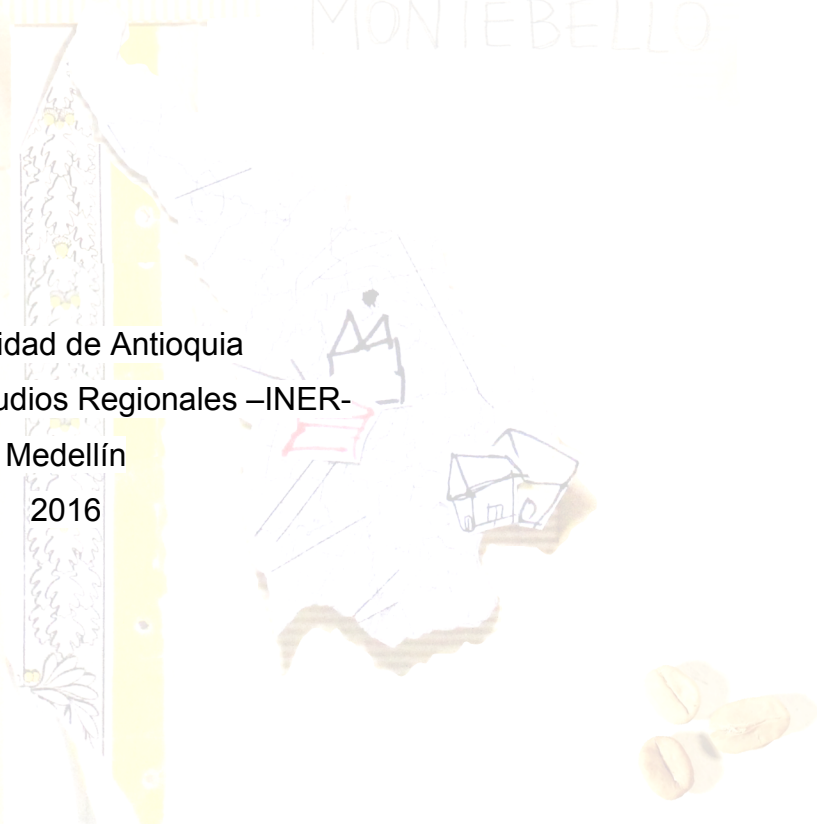 MONTEBELLO
idad de Antioquia
udios Regionales –INER-
Medellín
2016